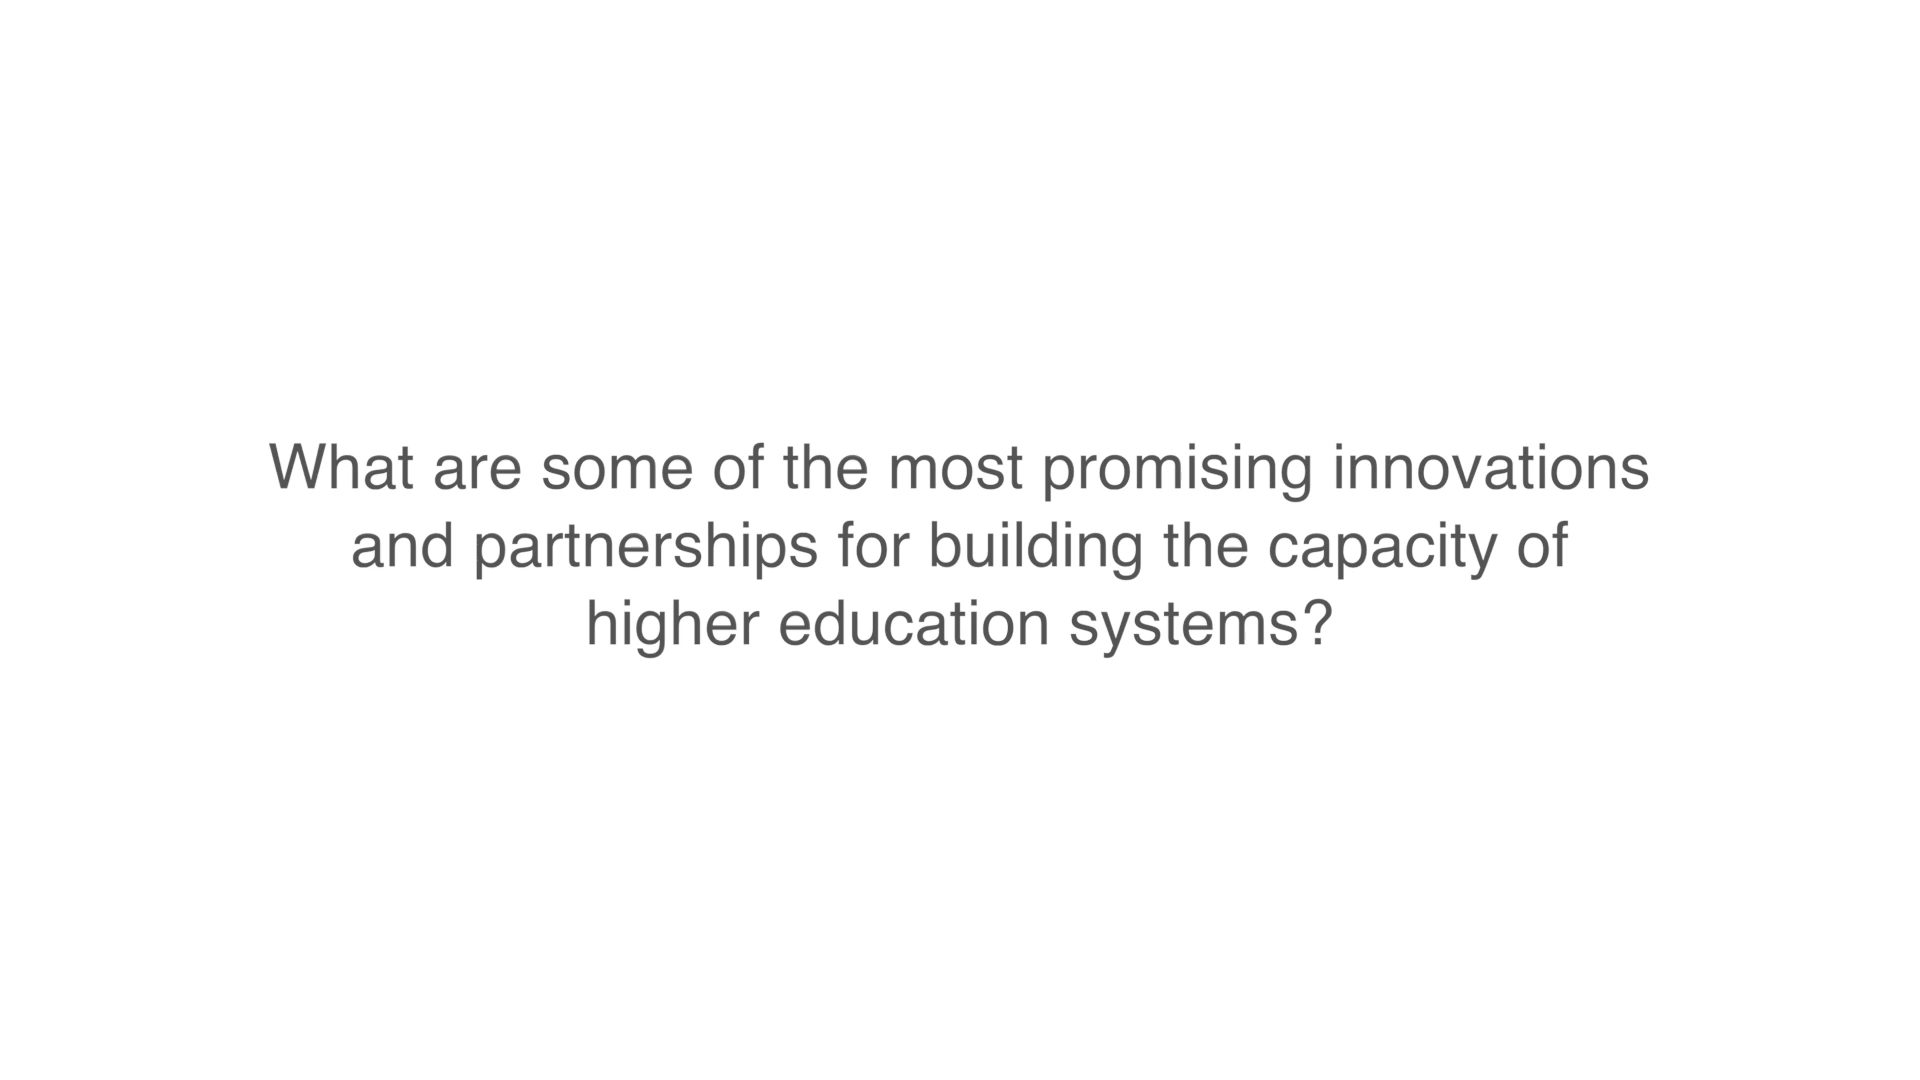 What are some of the most promising innovations
and partnerships for building the capacity of
higher education systems?